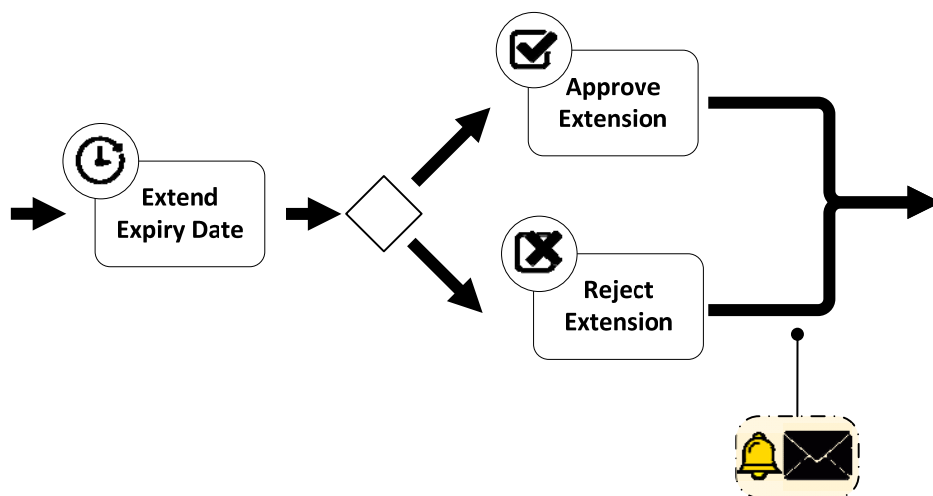 Approve
Extension
Extend
Expiry Date
Reject
Extension